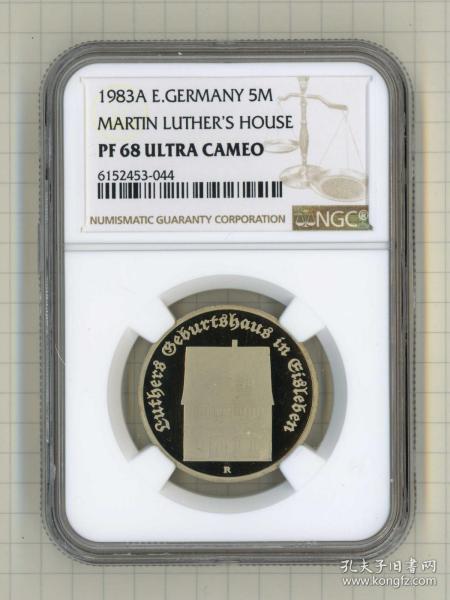 1983A E.GERMANY 5M
MARTIN LUTHER'S HOUSE
PF 68 ULTRA CAMEO
6152453-044
NUMISMATIC GUARANTY CORPORATION
NGC®
Luthers Geburtshaus in Eisleben
R
孔夫子旧书网
www.kongfz.com